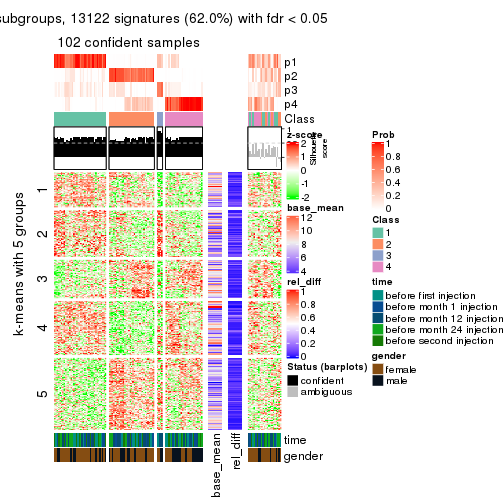 subgroups, 13122 signatures (62.0%) with fdr < 0.05
102 confident samples
p1
p2
p3
p4
Class
1
Silhouette
score
k-means with 5 groups
1
2
3
4
5
time
gender
base_mean
rel_diff
z-score
2
0
-2
base_mean
12
10
8
6
4
rel_diff
1
0.8
0.6
0.4
0.2
0
Status (barplots)
confident
ambiguous
Prob
1
0.8
0.6
0.4
0.2
0
Class
1
2
3
4
time
before first injection
before month 1 injection
before month 12 injection
before month 24 injection
before second injection
gender
female
male